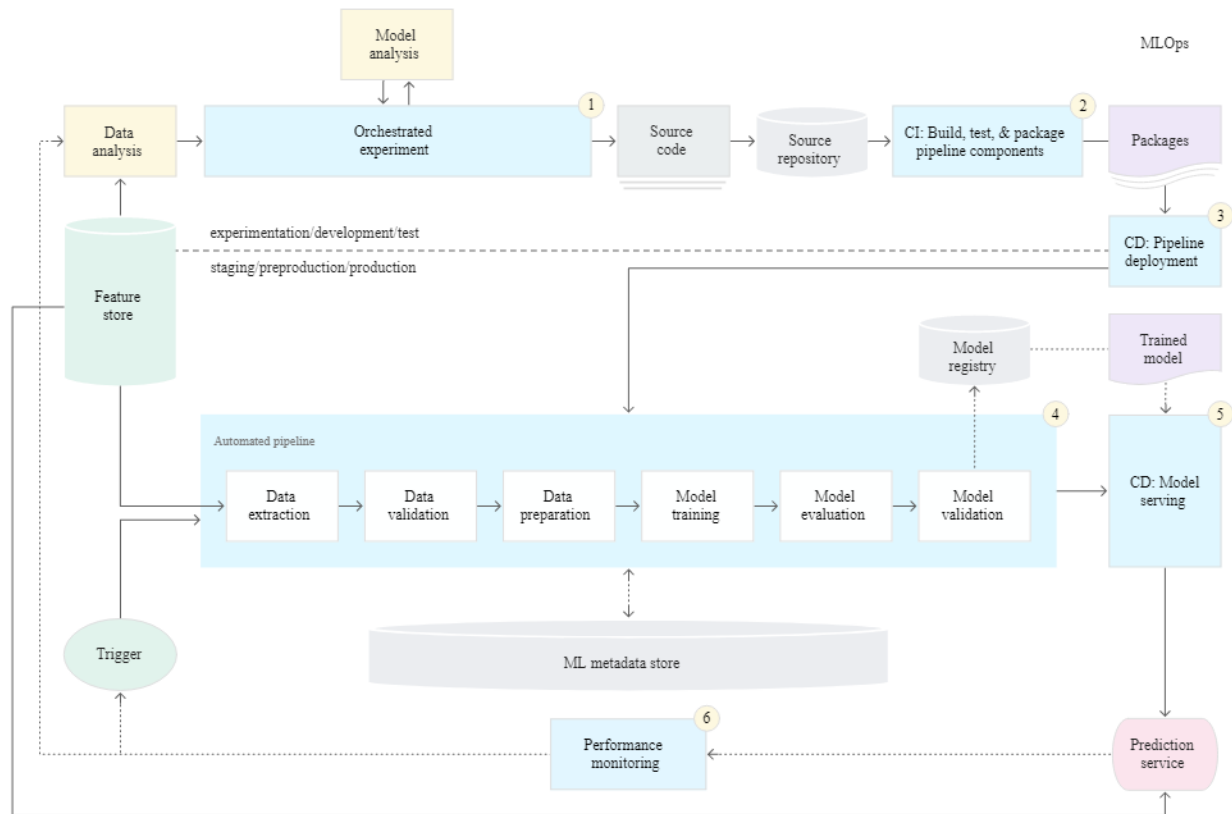 MLOps
Model
analysis
1
2
Data
analysis
Orchestrated
experiment
Source
code
Source
repository
CI: Build, test, & package
pipeline components
Packages
3
experimentation/development/test
staging/preproduction/production
CD: Pipeline
deployment
Feature
store
Model
registry
Trained
model
4
5
Automated pipeline
Data
extraction
Data
validation
Data
preparation
Model
training
Model
evaluation
Model
validation
CD: Model
serving
Trigger
ML metadata store
6
Performance
monitoring
Prediction
service